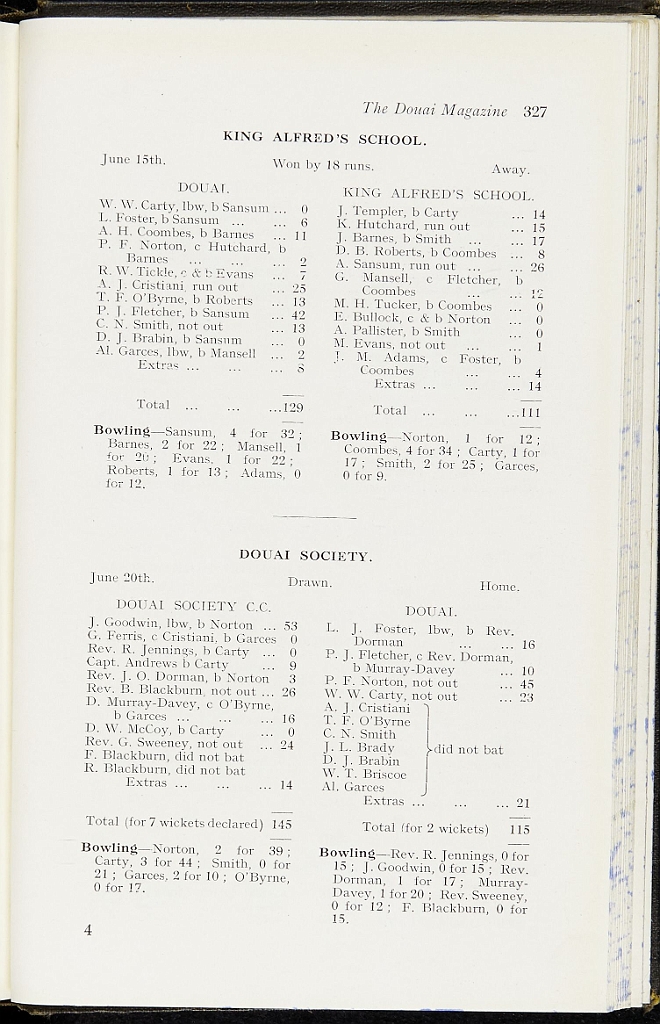 The Douai Magazine 327
KING ALFRED'S SCHOOL.
June 15th. Won by 18 runs. Away.
DOUAI.
W. W. Carty, lbw, b Sansum ... 0
L. Foster, b Sansum ... ... 6
A. H. Coombes, b Barnes ... 11
P. F. Norton, c Hutchard, b
Barnes ... ... ... 2
R. W. Tickle, c & b Evans ... 7
A. J. Cristiani, run out ... 25
T. F. O'Byrne, b Roberts ... 13
P. J. Fletcher, b Sansum ... 42
C. N. Smith, not out ... 13
D. J. Brabin, b Sansum ... 0
Al. Garces, lbw, b Mansell ... 2
Extras ... ... ... 8
Total ... ... ...129
Bowling—Sansum, 4 for 32 ;
Barnes, 2 for 22 ; Mansell, 1
for 20 ; Evans, 1 for 22 ;
Roberts, 1 for 13 ; Adams, 0
for 12.
KING ALFRED'S SCHOOL.
J. Templer, b Carty ... 14
K. Hutchard, run out ... 15
J. Barnes, b Smith ... ... 17
D. B. Roberts, b Coombes ... 8
A. Sansum, run out ... ... 26
G. Mansell, c Fletcher, b
Coombes ... ... 12
M. H. Tucker, b Coombes ... 0
E. Bullock, c & b Norton ... 0
A. Pallister, b Smith ... 0
M. Evans, not out ... ... 1
J. M. Adams, c Foster, b
Coombes ... ... 4
Extras ... ... ... 14
Total ... ... ...111
Bowling—Norton, 1 for 12 ;
Coombes, 4 for 34 ; Carty, 1 for
17 ; Smith, 2 for 25 ; Garces,
0 for 9.
DOUAI SOCIETY.
June 20th. Drawn. Home.
DOUAI SOCIETY C.C.
J. Goodwin, lbw, b Norton ... 53
G. Ferris, c Cristiani, b Garces 0
Rev. R. Jennings, b Carty ... 0
Capt. Andrews b Carty ... 9
Rev. J. O. Dorman, b Norton 3
Rev. B. Blackburn, not out ... 26
D. Murray-Davey, c O'Byrne,
b Garces ... ... ... 16
D. W. McCoy, b Carty ... 0
Rev. G. Sweeney, not out ... 24
F. Blackburn, did not bat
R. Blackburn, did not bat
Extras ... ... ... 14
Total (for 7 wickets declared) 145
Bowling—Norton, 2 for 39 ;
Carty, 3 for 44 ; Smith, 0 for
21 ; Garces, 2 for 10 ; O'Byrne,
0 for 17.
DOUAI.
L. J. Foster, lbw, b Rev.
Dorman ... ... 16
P. J. Fletcher, c Rev. Dorman,
b Murray-Davey ... 10
P. F. Norton, not out ... 45
W. W. Carty, not out ... 23
A. J. Cristiani
T. F. O'Byrne
C. N. Smith
J. L. Brady did not bat
D. J. Brabin
W. T. Briscoe
Al. Garces
Extras ... ... ... 21
Total (for 2 wickets) 115
Bowling—Rev. R. Jennings, 0 for
15 ; J. Goodwin, 0 for 15 ; Rev.
Dorman, 1 for 17 ; Murray-
Davey, 1 for 20 ; Rev. Sweeney,
0 for 12 ; F. Blackburn, 0 for
15.
4